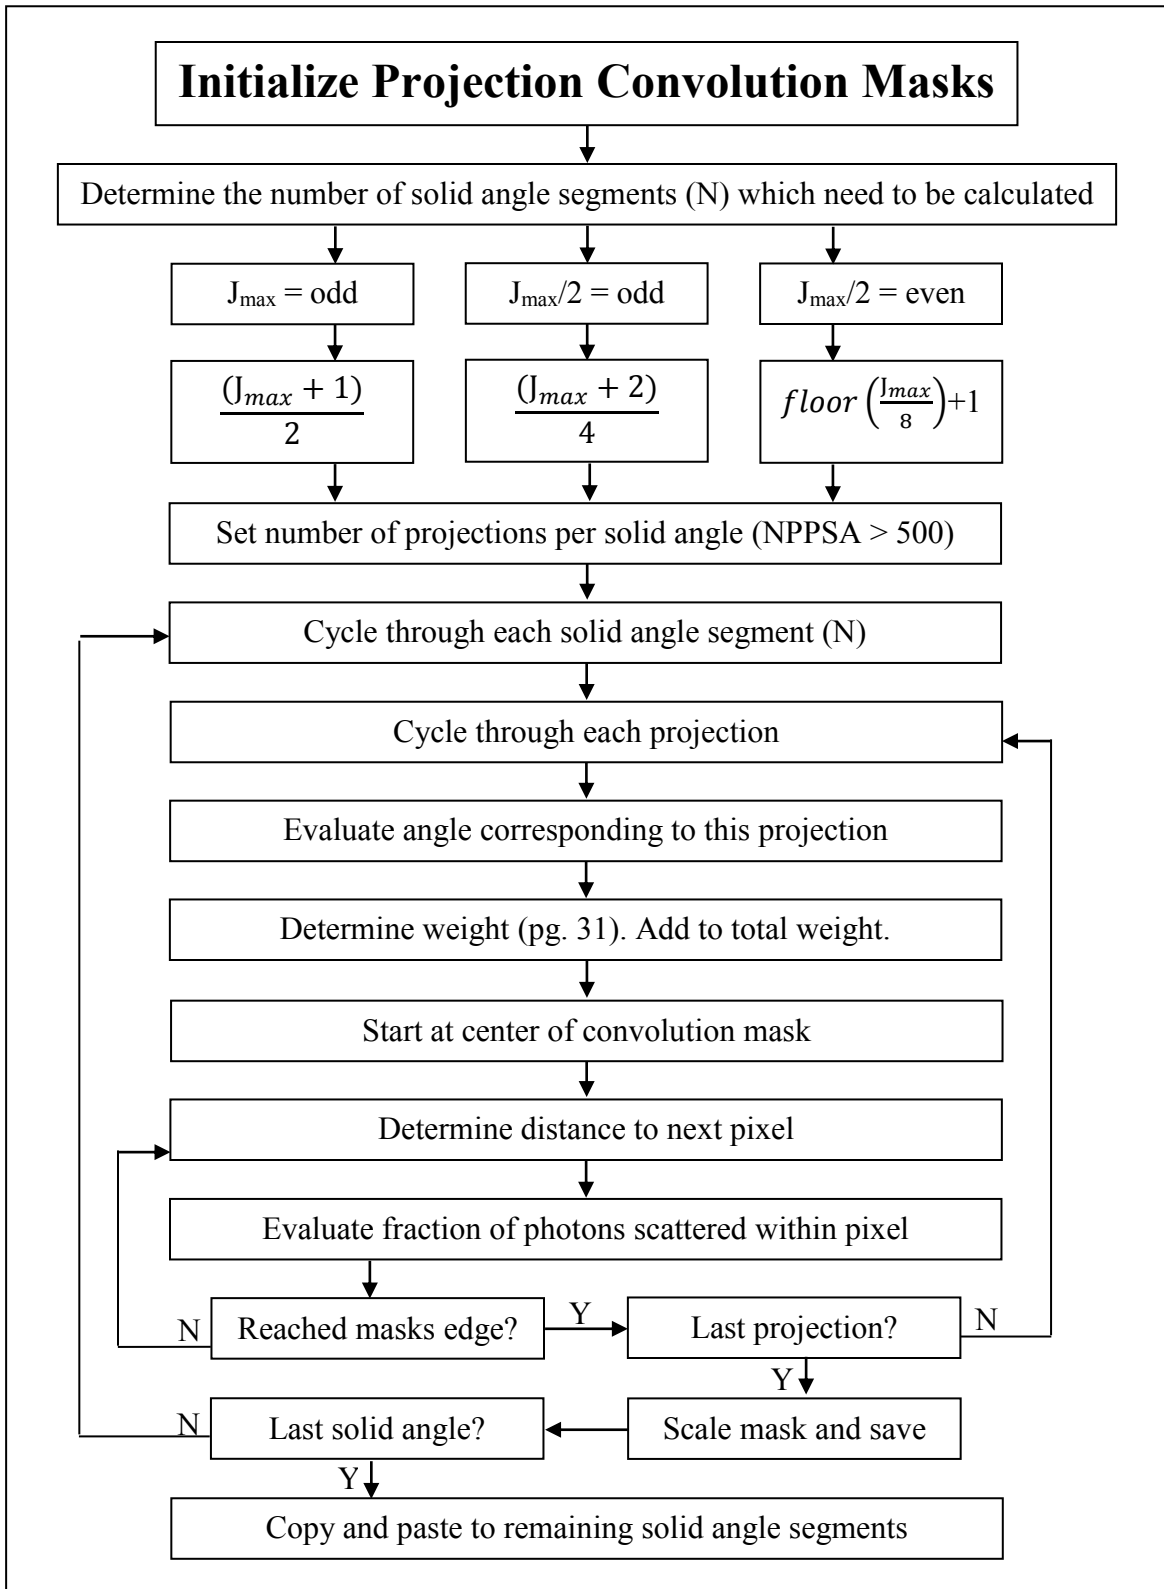 Initialize Projection Convolution Masks
Determine the number of solid angle segments (N) which need to be calculated
Jmax = odd
Jmax/2 = odd
Jmax/2 = even
(Jmax + 1)
2
(Jmax + 2)
4
floor (Jmax/8)+1
Set number of projections per solid angle (NPPSA > 500)
Cycle through each solid angle segment (N)
Cycle through each projection
Evaluate angle corresponding to this projection
Determine weight (pg. 31). Add to total weight.
Start at center of convolution mask
Determine distance to next pixel
Evaluate fraction of photons scattered within pixel
N
Reached masks edge?
Y
Last projection?
N
Y
N
Last solid angle?
Scale mask and save
Y
Copy and paste to remaining solid angle segments